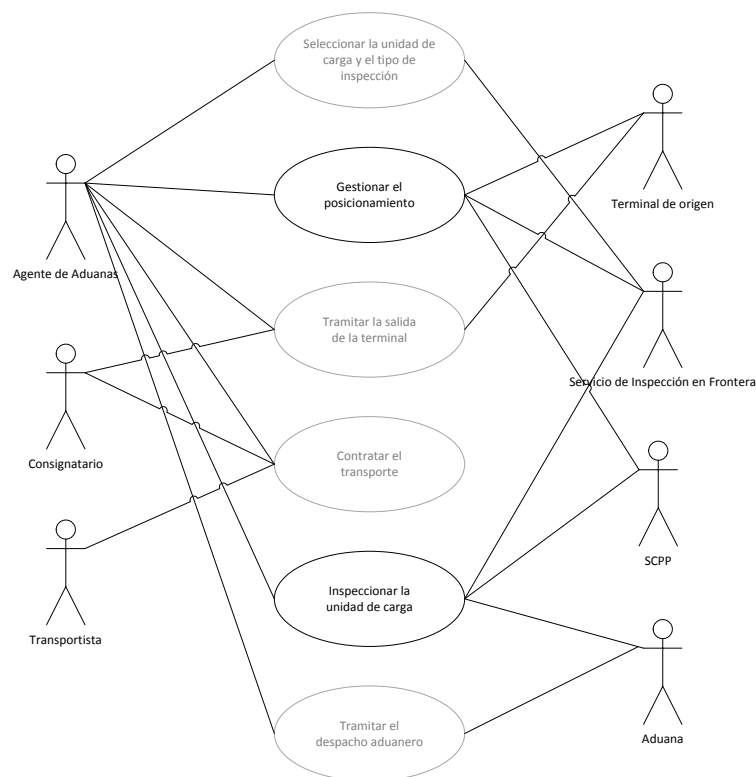 Seleccionar la unidad de
carga y el tipo de
inspección
Terminal de origen
Gestionar el
posicionamiento
Agente de Aduanas
Tramitar la salida
de la terminal
Servicio de Inspección en Frontera
Consignatario
Contratar el
transporte
SCPP
Inspeccionar la
unidad de carga
Transportista
Tramitar el
despacho aduanero
Aduana